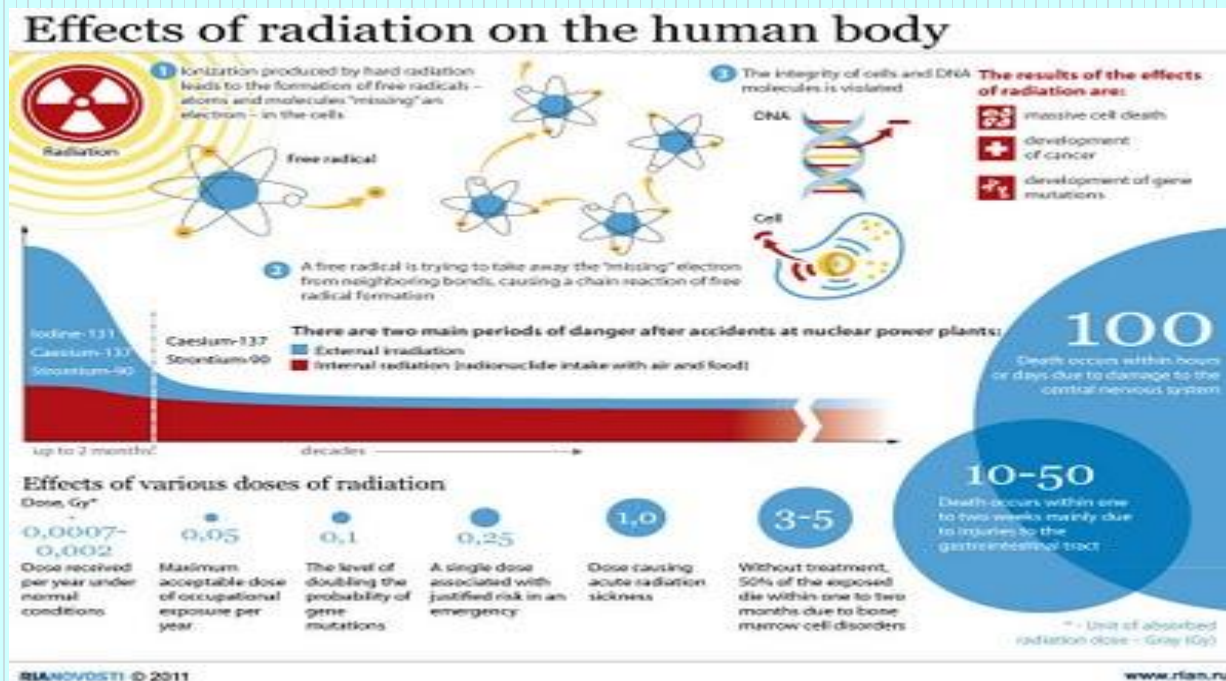 Effects of radiation on the human body
1 Ionization produced by hard radiation
leads to the formation of free radicals –
atoms and molecules "missing" an
electron – in the cells
Radiation
free radical
2 A free radical is trying to take away the "missing" electron
from neighboring bonds, causing a chain reaction of free
radical formation
3 The integrity of cells and DNA
molecules is violated
DNA
Cell
The results of the effects
of radiation are:
massive cell death
development
of cancer
development of gene
mutations
There are two main periods of danger after accidents at nuclear power plants:
External irradiation
Internal radiation (radionuclide intake with air and food)
Iodine-131
Caesium-137
Strontium-90
Caesium-137
Strontium-90
up to 2 months
decades
100
Death occurs within hours
or days due to damage to the
central nervous system
10-50
Death occurs within one
to two weeks mainly due
to injuries to the
gastrointestinal tract
Effects of various doses of radiation
Dose, Gy*
0,0007-
0,002
Dose received
per year under
normal
conditions
0,05
Maximum
acceptable dose
of occupational
exposure per
year
0,1
The level of
doubling the
probability of
gene
mutations
0,25
A single dose
associated with
justified risk in an
emergency
1,0
Dose causing
acute radiation
sickness
3-5
Without treatment,
50% of the exposed
die within one to two
months due to bone
marrow cell disorders
* - Unit of absorbed
radiation dose – Gray (Gy)
RIANOVOSTI © 2011
www.rian.ru